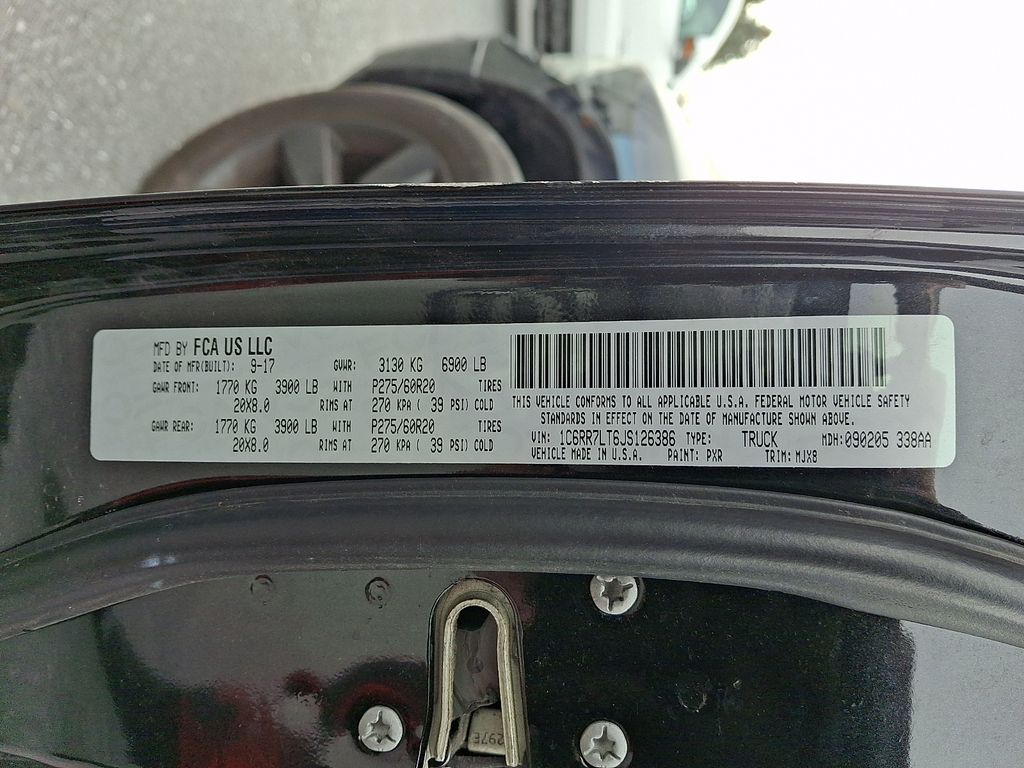 MFD BY FCA US LLC
DATE OF MFR(BUILT): 9-17 GVWR: 3130 KG 6900 LB
GAWR FRONT: 1770 KG 3900 LB WITH P275/60R20 TIRES
20X8.0 RIMS AT 270 KPA ( 39 PSI) COLD
GAWR REAR: 1770 KG 3900 LB WITH P275/60R20 TIRES
20X8.0 RIMS AT 270 KPA ( 39 PSI) COLD
THIS VEHICLE CONFORMS TO ALL APPLICABLE U.S.A. FEDERAL MOTOR VEHICLE SAFETY
STANDARDS IN EFFECT ON THE DATE OF MANUFACTURE SHOWN ABOVE.
VIN: 1C6RR7LT6JS126386 TYPE: TRUCK MDH:090205 338AA
VEHICLE MADE IN U.S.A. PAINT: PXR TRIM: MJX8